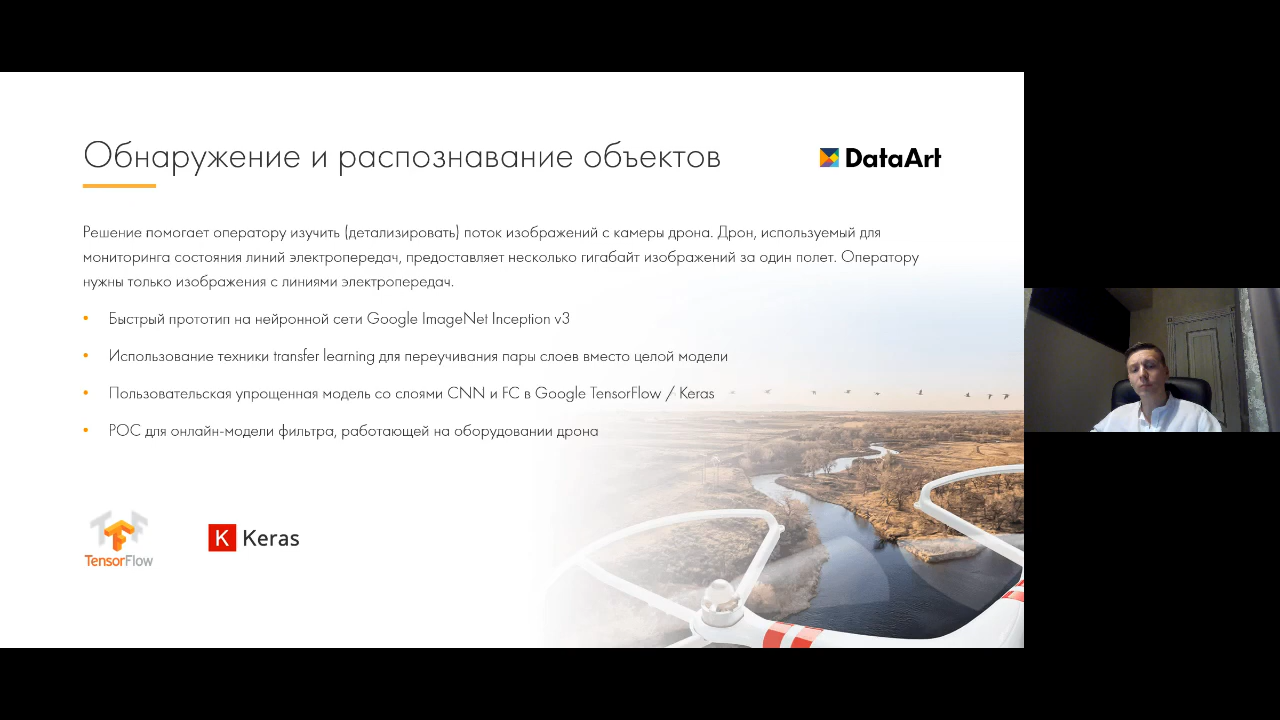 Обнаружение и распознавание объектов
DataArt
Решение помогает оператору изучить (детализировать) поток изображений с камеры дрона. Дрон, используемый для
мониторинга состояния линий электропередач, предоставляет несколько гигабайт изображений за один полет. Оператору
нужны только изображения с линиями электропередач.
• Быстрый прототип на нейронной сети Google ImageNet Inception v3
• Использование техники transfer learning для переучивания пары слоев вместо целой модели
• Пользовательская упрощенная модель со слоями CNN и FC в Google TensorFlow / Keras
• POC для онлайн-модели фильтра, работающей на оборудовании дрона
TensorFlow
K Keras